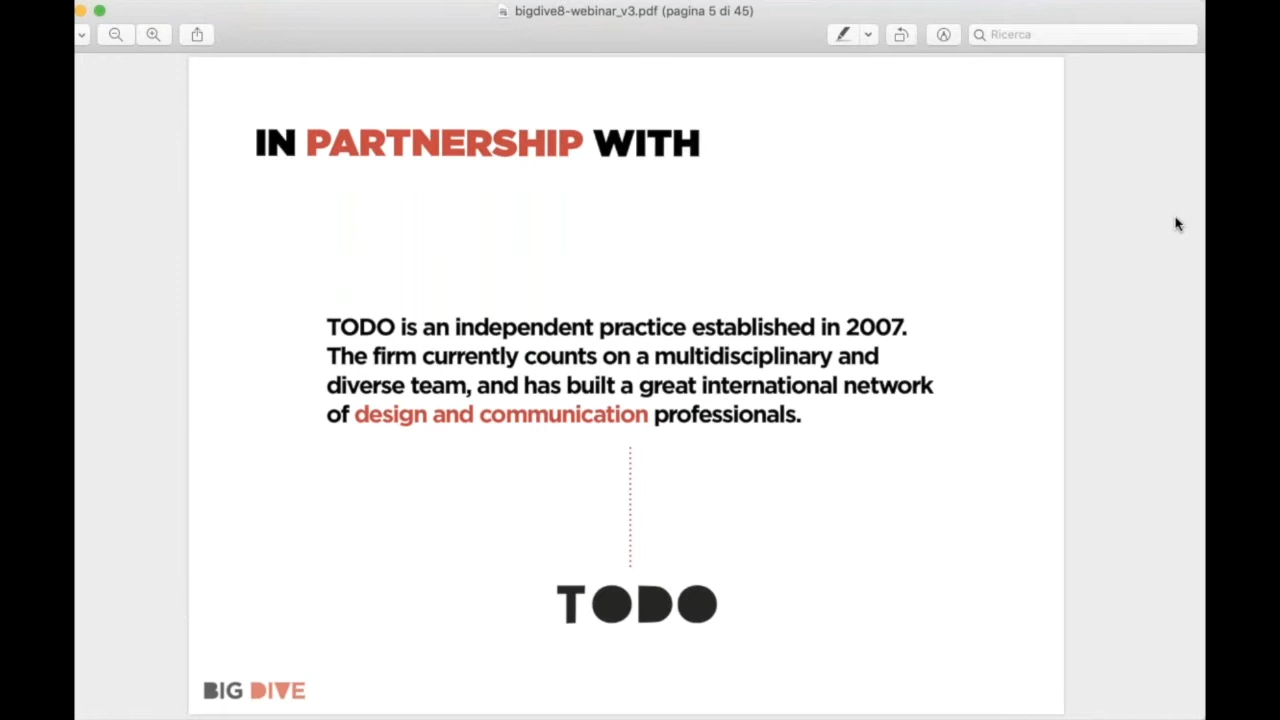 bigdive8-webinar_v3.pdf (pagina 5 di 45)
Ricerca
IN PARTNERSHIP WITH
TODO is an independent practice established in 2007.
The firm currently counts on a multidisciplinary and
diverse team, and has built a great international network
of design and communication professionals.
TODO
BIG DIVE